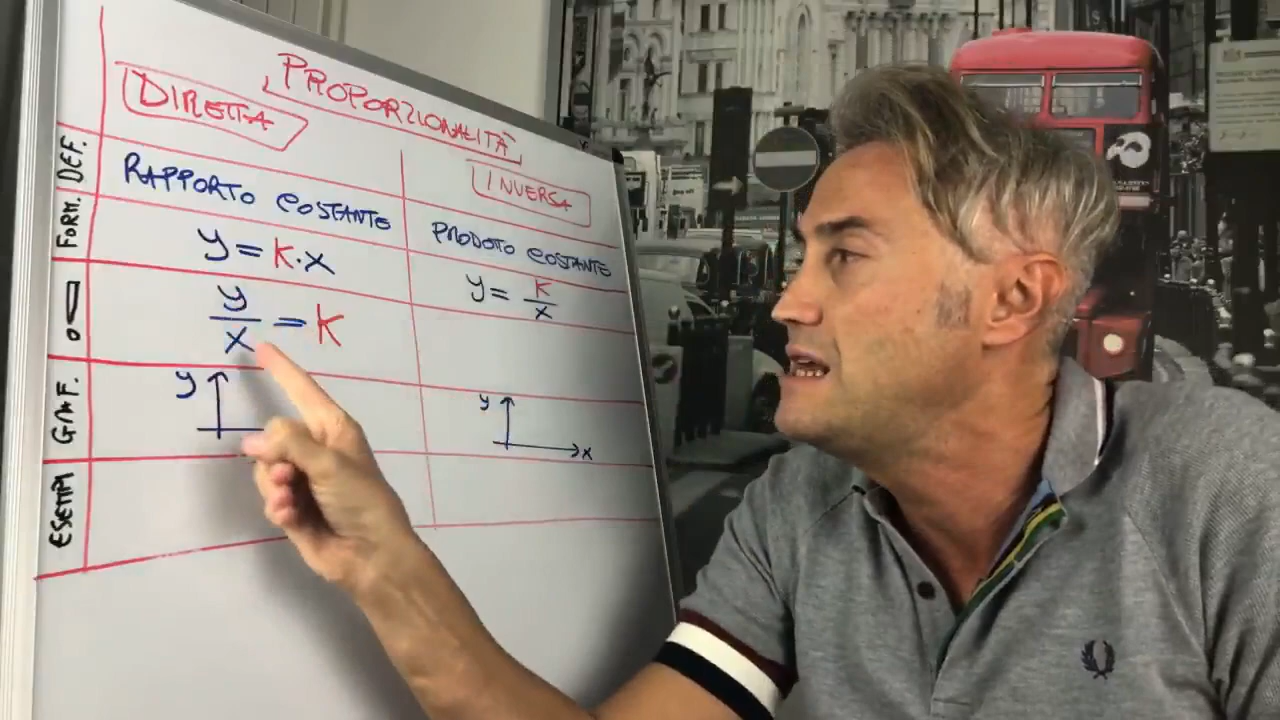 PROPORZIONALITÀ
DIRETTA
INVERSA
DEF.
RAPPORTO COSTANTE
PRODOTTO COSTANTE
FORM.
y = K·x
y = K/x
y/x = K
GRAF.
y
y
x
ESEMPI